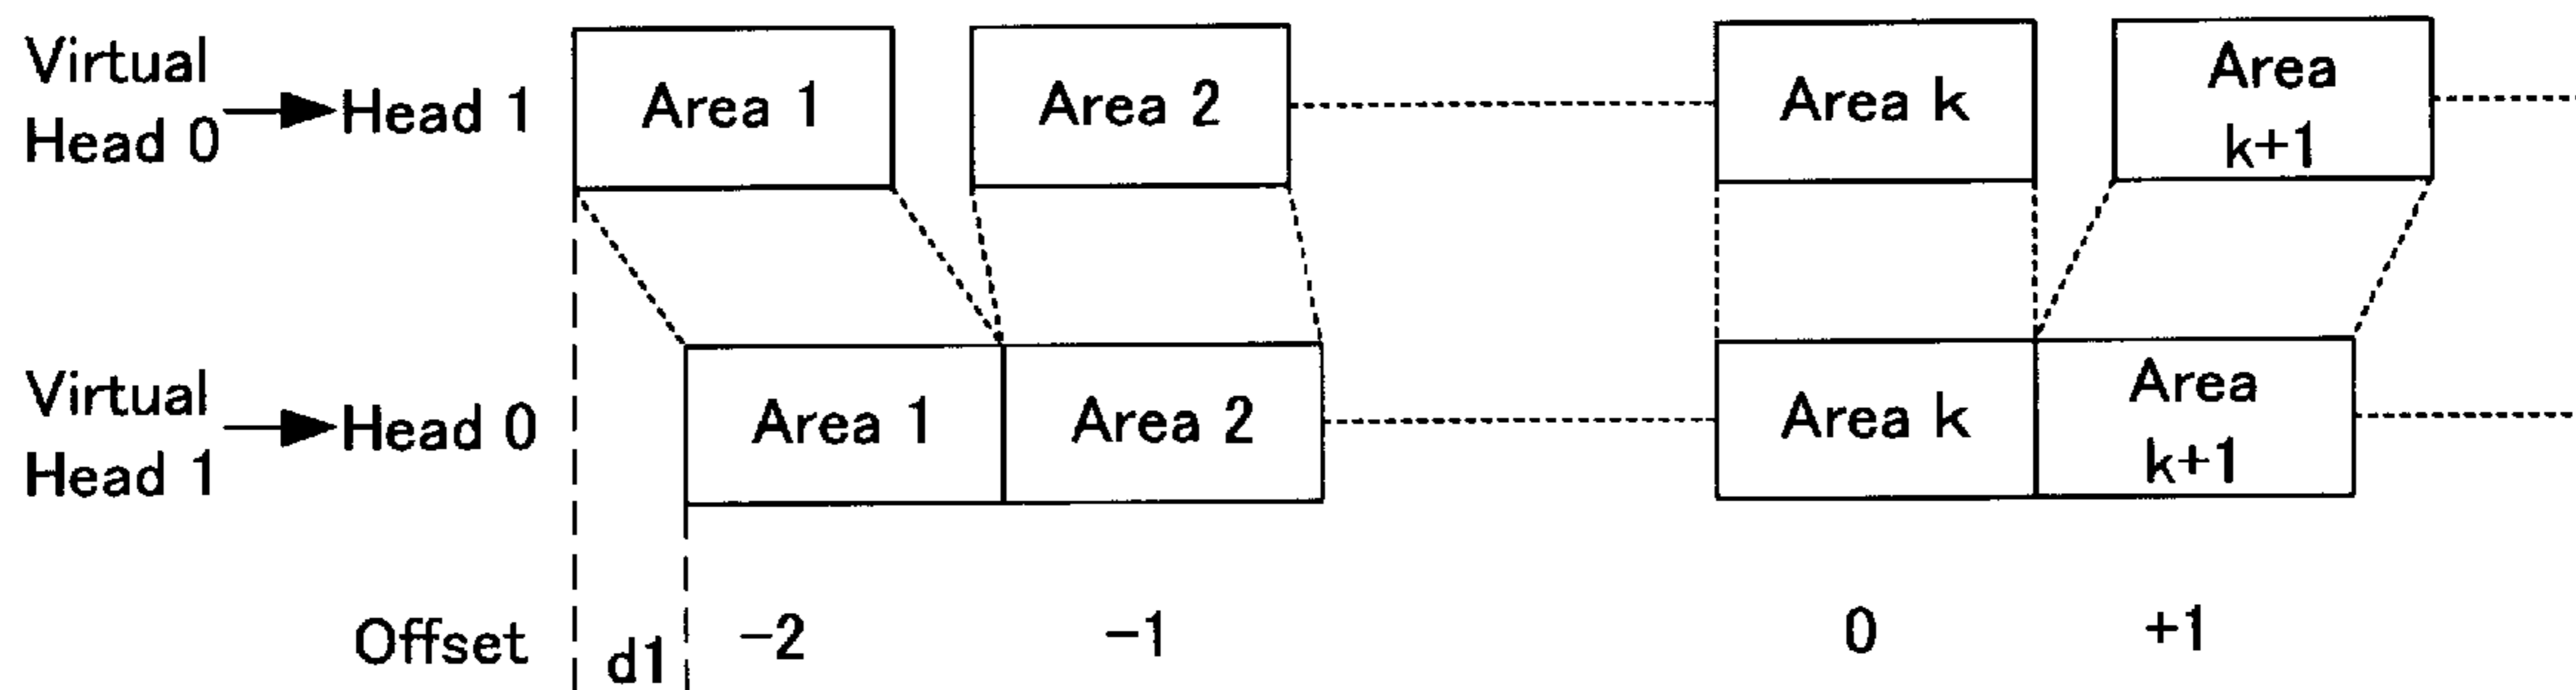 Virtual
Head 0
Head 1
Area 1
Area 2
Area k
Area
k+1
Virtual
Head 1
Head 0
Area 1
Area 2
Area k
Area
k+1
Offset
d1
-2
-1
0
+1